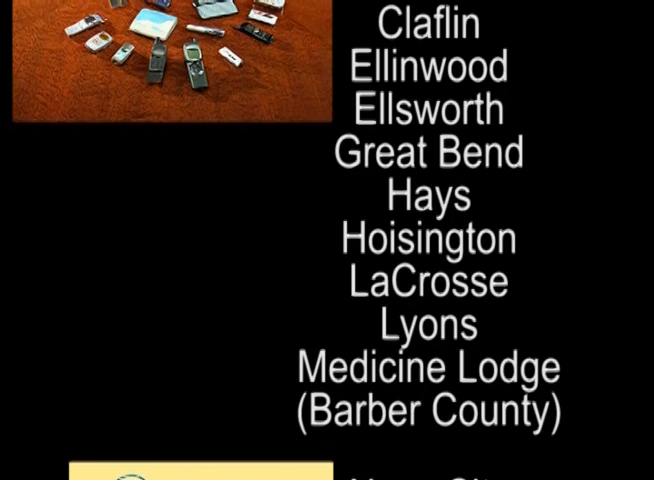 Claflin
Ellinwood
Ellsworth
Great Bend
Hays
Hoisington
LaCrosse
Lyons
Medicine Lodge
(Barber County)